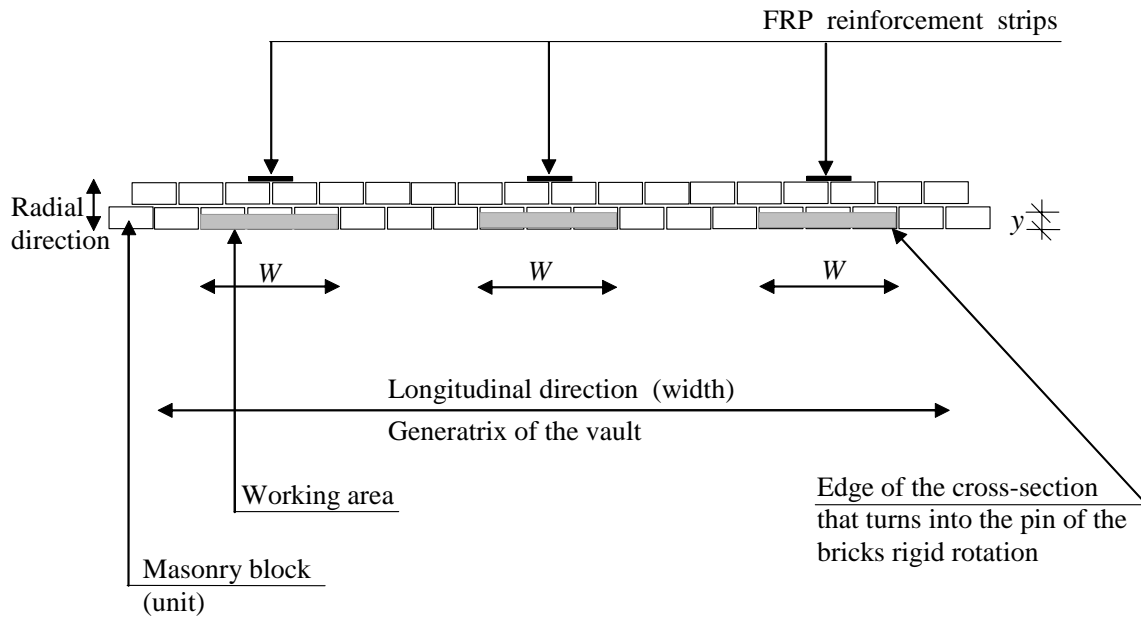 FRP reinforcement strips
Radial
direction
y
W
W
W
Longitudinal direction (width)
Generatrix of the vault
Working area
Edge of the cross-section
that turns into the pin of the
bricks rigid rotation
Masonry block
(unit)